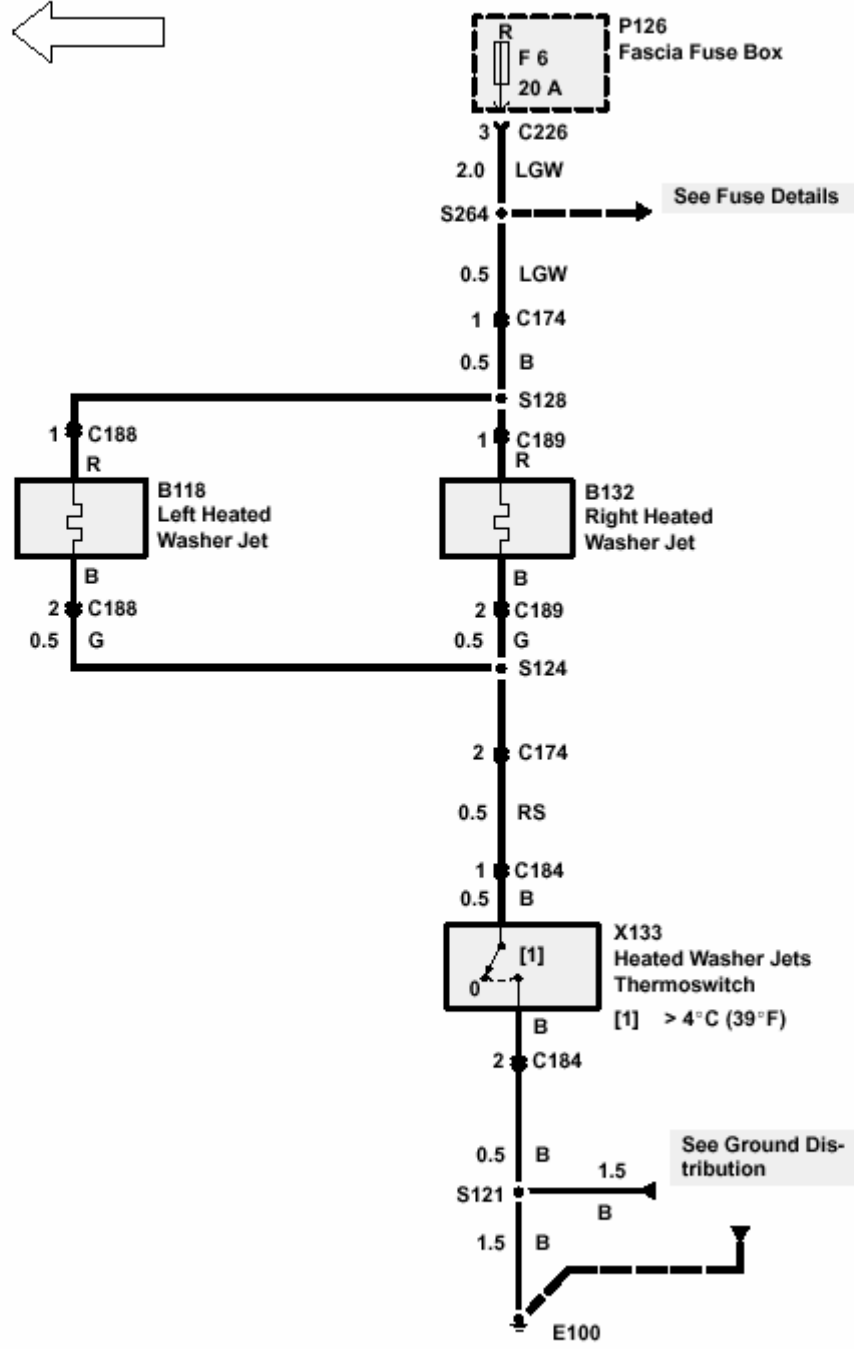 R
P126
Fascia Fuse Box
F 6
20 A
3 C226
2.0 LGW
See Fuse Details
S264
0.5 LGW
1 C174
0.5 B
S128
1 C188
1 C189
R
R
B118
Left Heated
Washer Jet
B132
Right Heated
Washer Jet
B
B
2 C188
2 C189
0.5 G
0.5 G
S124
2 C174
0.5 RS
1 C184
0.5 B
X133
Heated Washer Jets
Thermoswitch
[1]
0
[1] > 4°C (39°F)
B
2 C184
See Ground Dis-
tribution
0.5 B
1.5
S121
B
1.5 B
E100